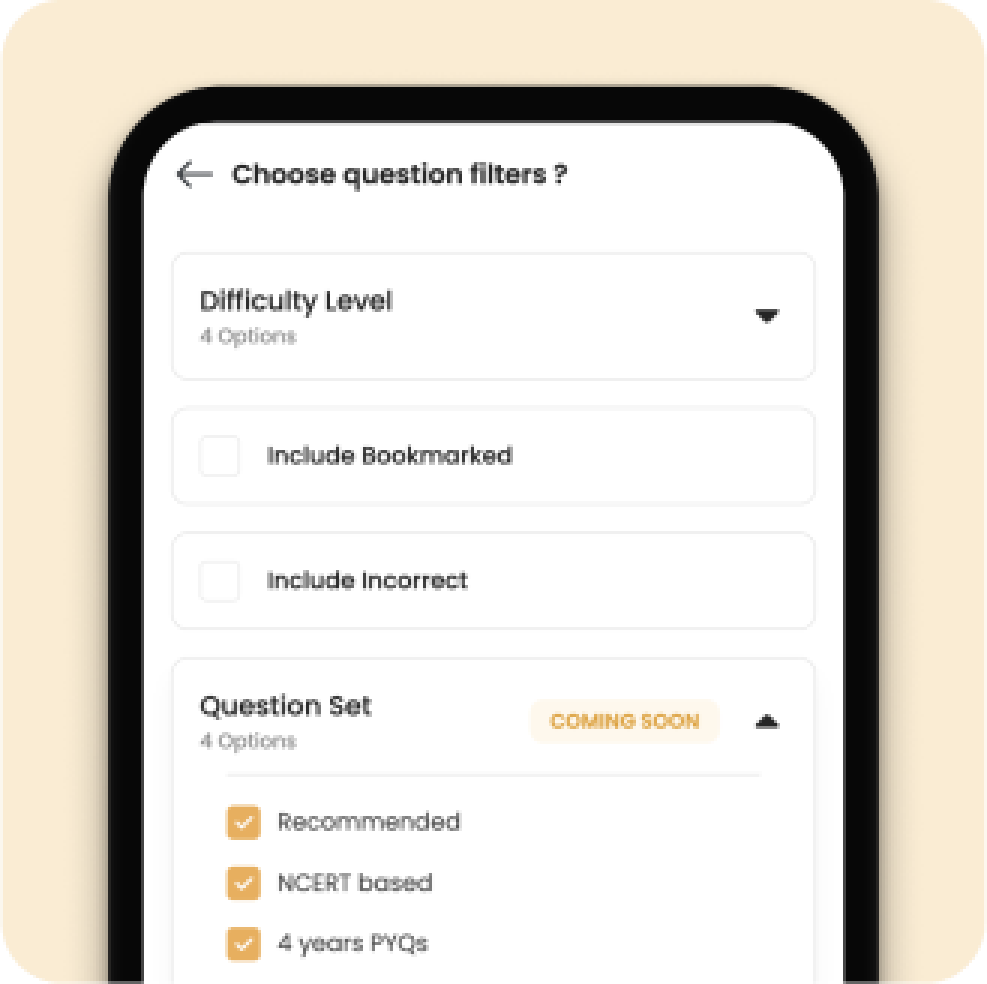 Choose question filters ?
Difficulty Level
4 Options
Include Bookmarked
Include Incorrect
Question Set
COMING SOON
4 Options
Recommended
NCERT based
4 years PYQs